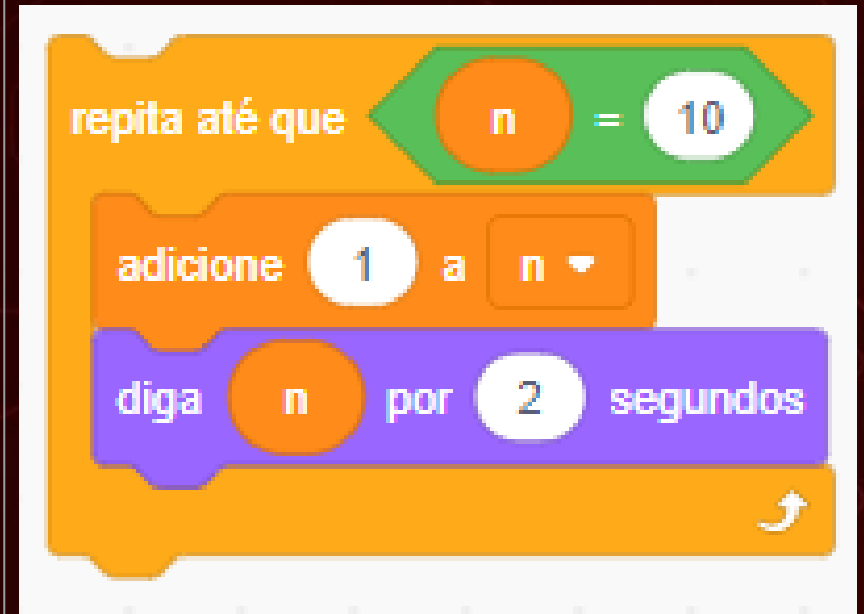 repita até que n = 10
adicione 1 a n
diga n por 2 segundos